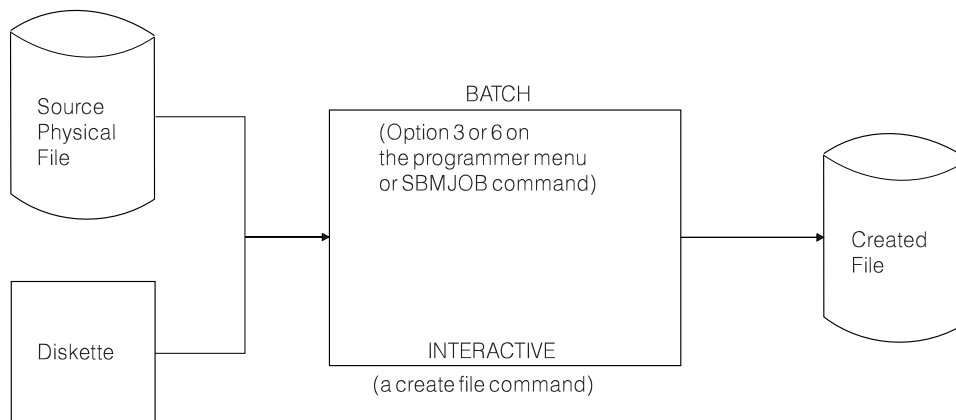 Source
Physical
File
Diskette
BATCH
(Option 3 or 6 on
the programmer menu
or SBMJOB command)
INTERACTIVE
(a create file command)
Created
File